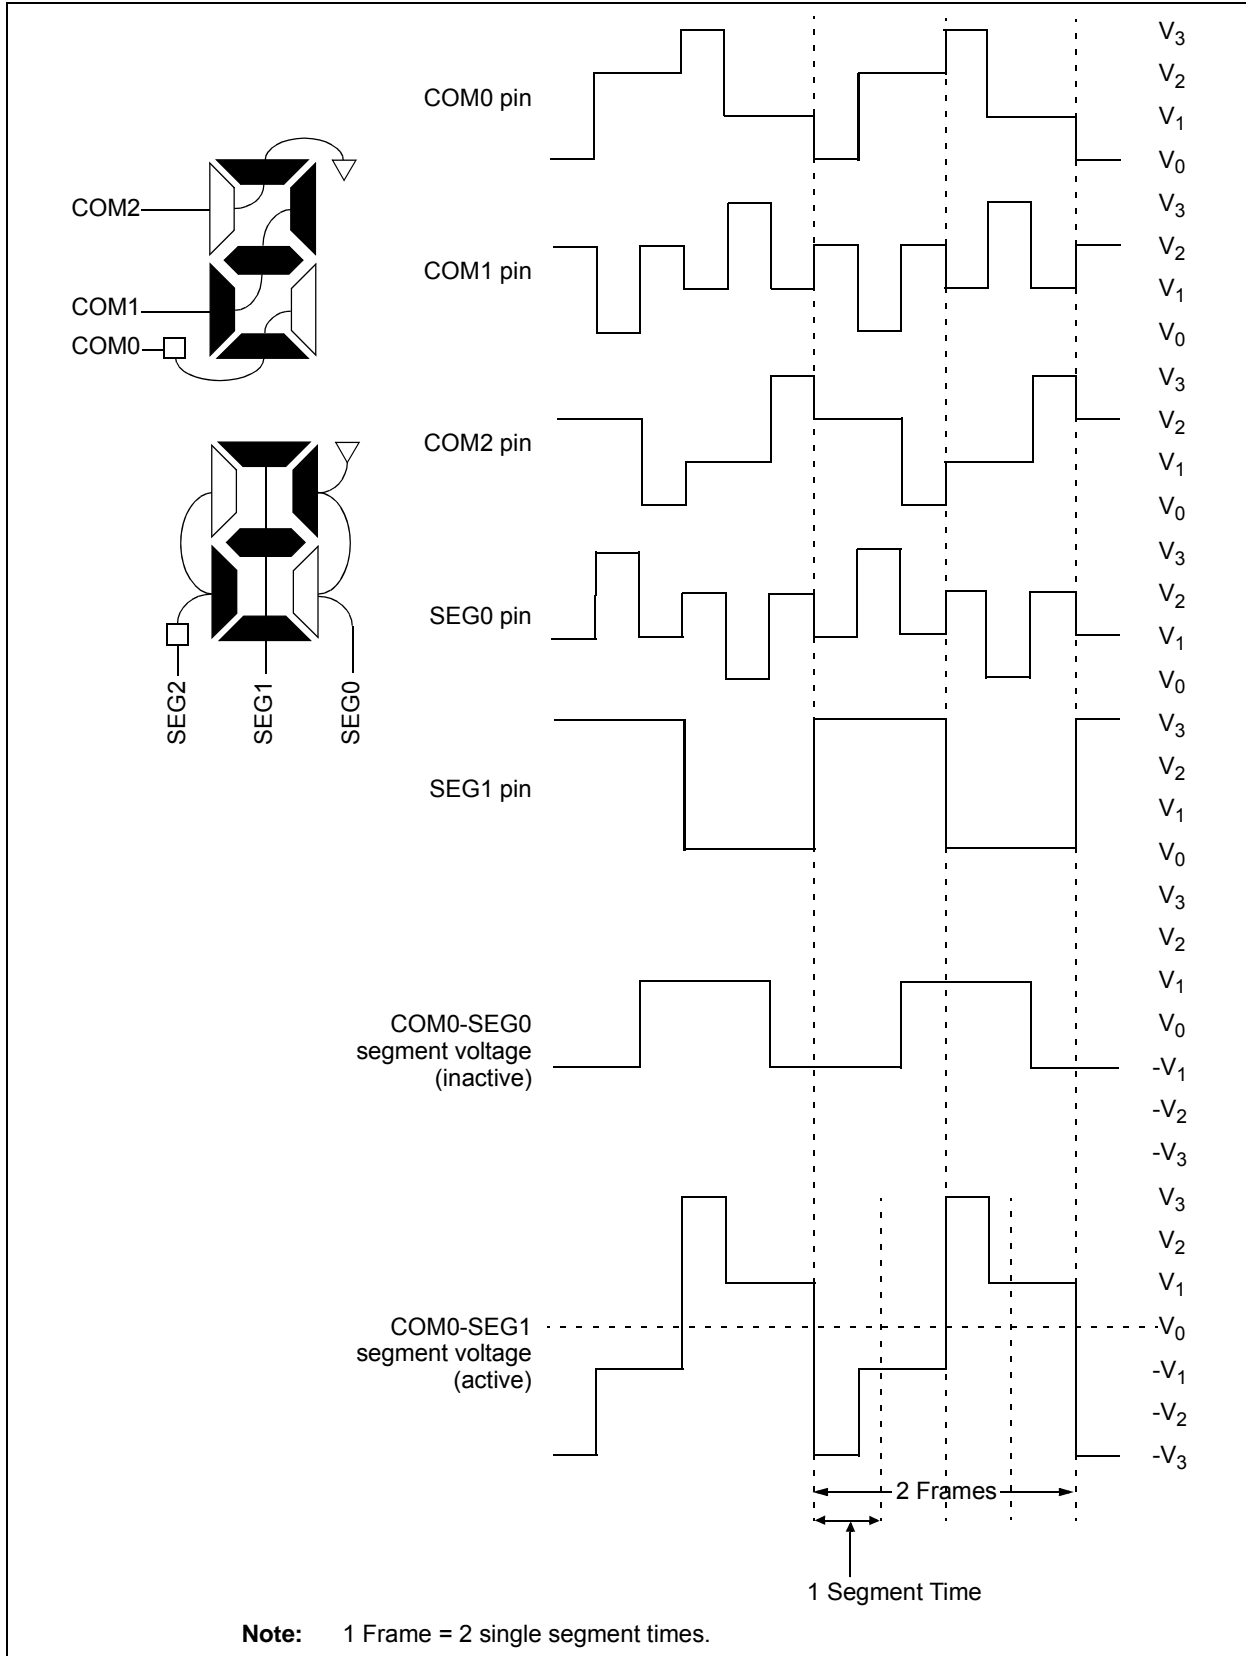 COM2
COM1
COM0
SEG2
SEG1
SEG0
COM0 pin
V3
V2
V1
V0
COM1 pin
V3
V2
V1
V0
COM2 pin
V3
V2
V1
V0
SEG0 pin
V3
V2
V1
V0
SEG1 pin
V3
V2
V1
V0
COM0-SEG0
segment voltage
(inactive)
V3
V2
V1
V0
-V1
-V2
-V3
COM0-SEG1
segment voltage
(active)
V3
V2
V1
V0
-V1
-V2
-V3
2 Frames
1 Segment Time
Note: 1 Frame = 2 single segment times.